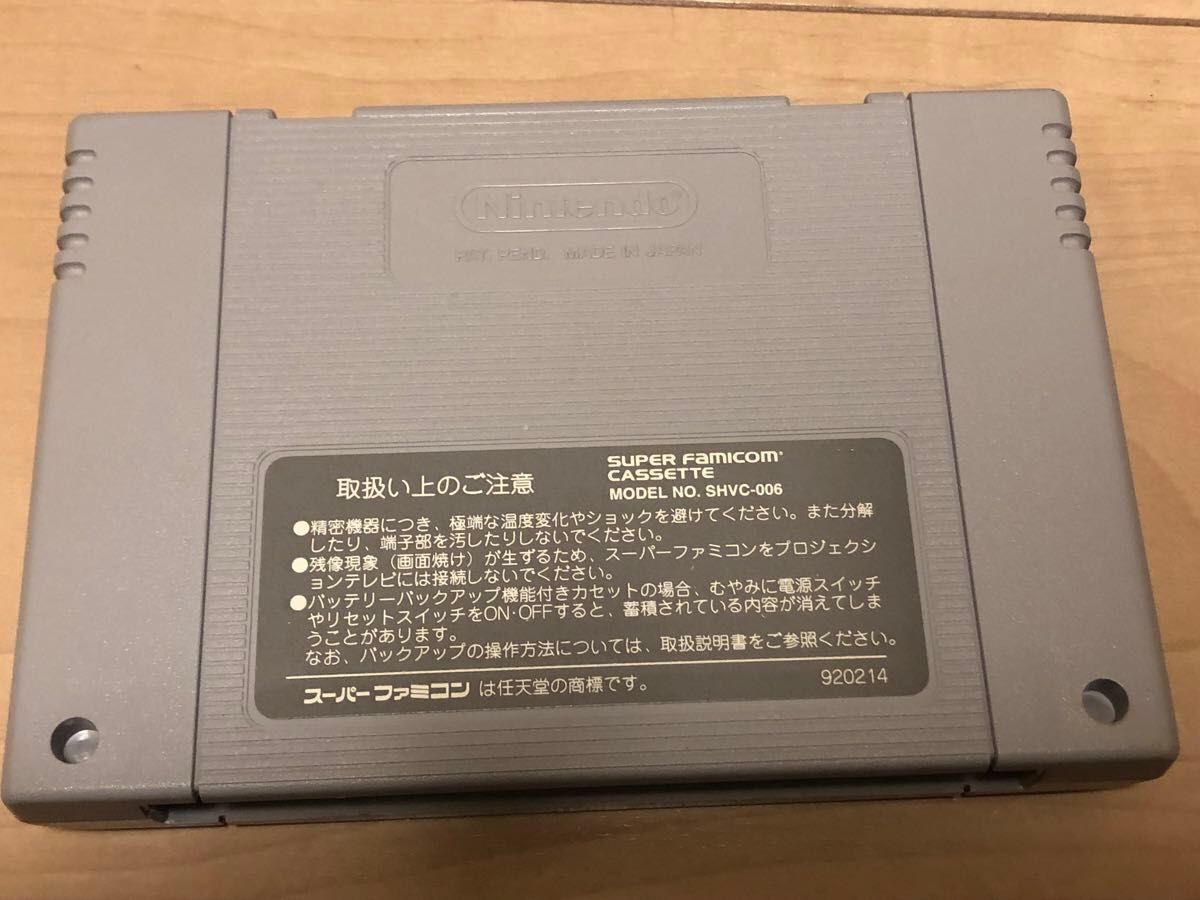 Nintendo®
PAT. PEND. MADE IN JAPAN
取扱い上のご注意
SUPER FAMICOM®
CASSETTE
MODEL NO. SHVC-006
●精密機器につき、極端な温度変化やショックを避けてください。また分解
したり、端子部を汚したりしないでください。
●残像現象（画面焼け）が生ずるため、スーパーファミコンをプロジェクシ
ョンテレビには接続しないでください。
●バッテリーバックアップ機能付きカセットの場合、むやみに電源スイッチ
やリセットスイッチをON·OFFすると、蓄積されている内容が消えてしま
うことがあります。
なお、バックアップの操作方法については、取扱説明書をご参照ください。
スーパーファミコン は任天堂の商標です。
920214